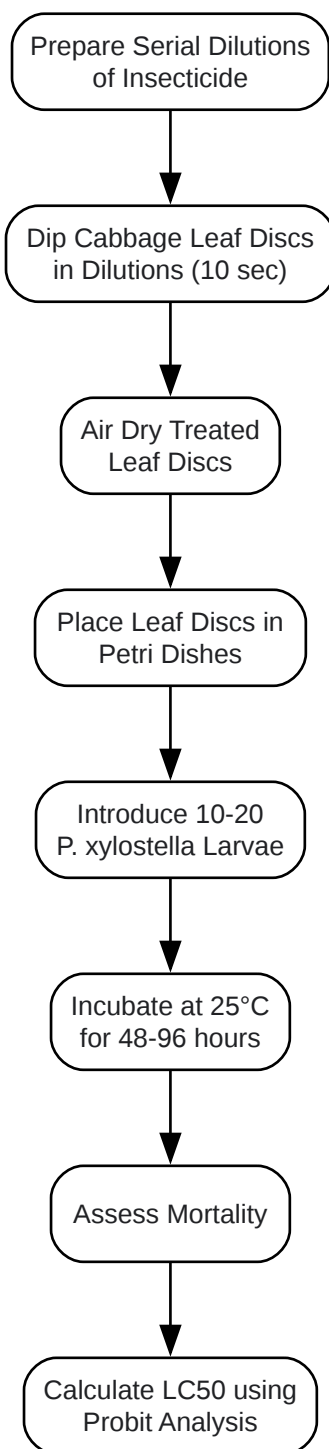 Prepare Serial Dilutions
of Insecticide
Dip Cabbage Leaf Discs
in Dilutions (10 sec)
Air Dry Treated
Leaf Discs
Place Leaf Discs in
Petri Dishes
Introduce 10-20
P. xylostella Larvae
Incubate at 25°C
for 48-96 hours
Assess Mortality
Calculate LC50 using
Probit Analysis